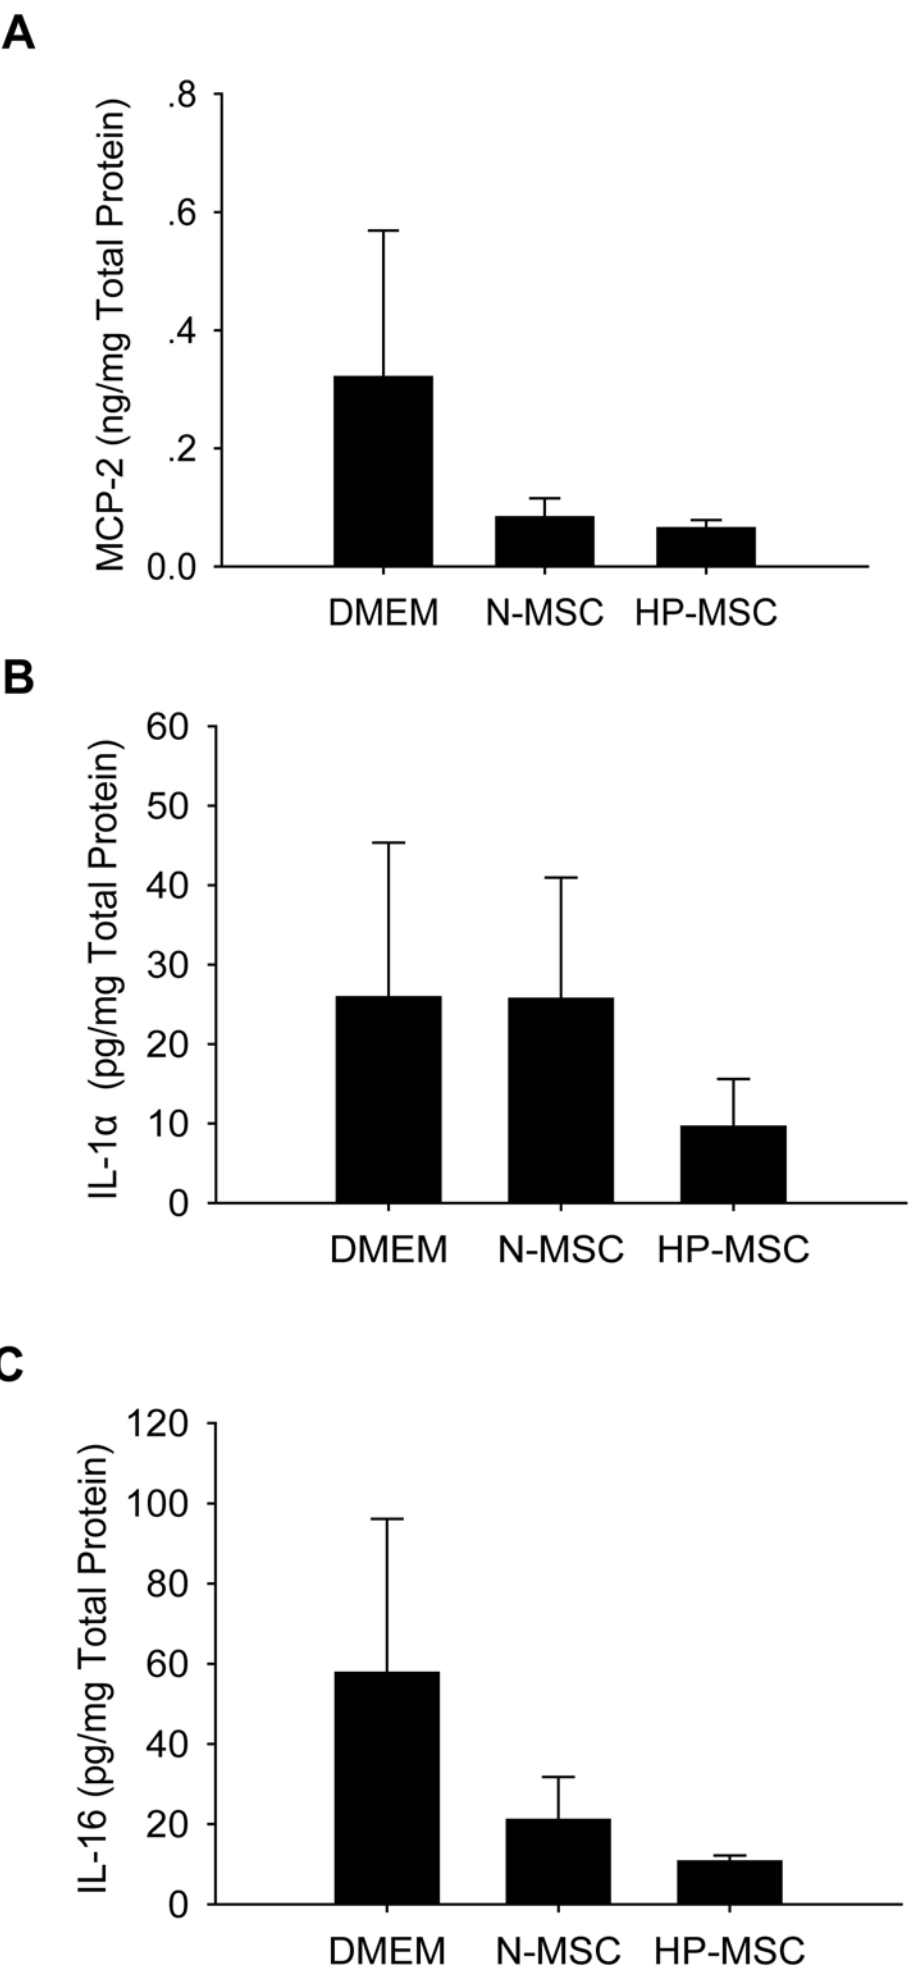 A
MCP-2 (ng/mg Total Protein)
.8
.6
.4
.2
0.0
DMEM N-MSC HP-MSC
B
IL-1α (pg/mg Total Protein)
60
50
40
30
20
10
0
DMEM N-MSC HP-MSC
C
IL-16 (pg/mg Total Protein)
120
100
80
60
40
20
0
DMEM N-MSC HP-MSC